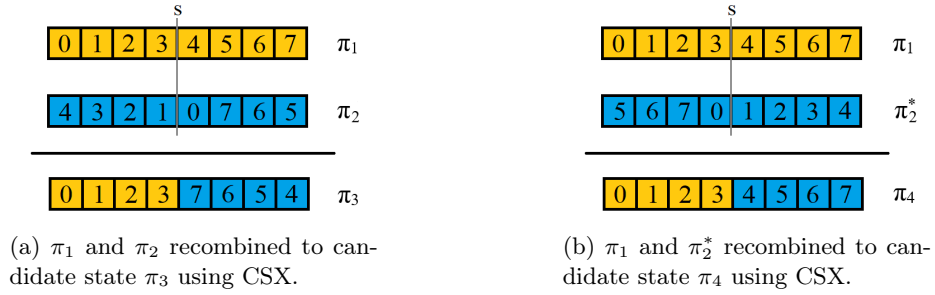 s
0 1 2 3 4 5 6 7 π1
4 3 2 1 0 7 6 5 π2
0 1 2 3 7 6 5 4 π3
(a) π1 and π2 recombined to can-
didate state π3 using CSX.
s
0 1 2 3 4 5 6 7 π1
5 6 7 0 1 2 3 4 π2*
0 1 2 3 4 5 6 7 π4
(b) π1 and π2* recombined to can-
didate state π4 using CSX.